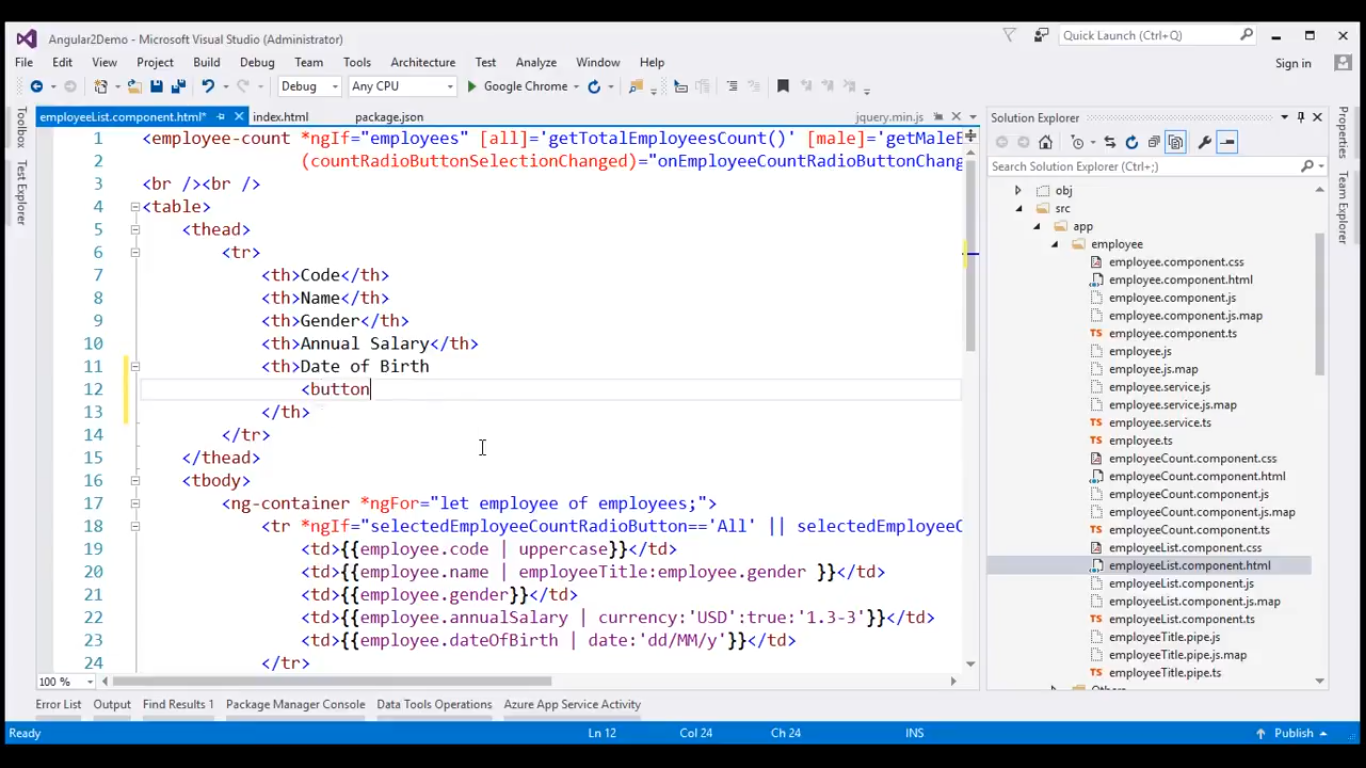 Angular2Demo - Microsoft Visual Studio (Administrator)
Quick Launch (Ctrl+Q)
File Edit View Project Build Debug Team Tools Architecture Test Analyze Window Help
Sign in
Debug Any CPU Google Chrome
employeeList.component.html* index.html package.json jquery.min.js
Toolbox
Test Explorer
1 <employee-count *ngIf="employees" [all]='getTotalEmployeesCount()' [male]='getMaleE
2 (countRadioButtonSelectionChanged)="onEmployeeCountRadioButtonChang
3 <br /><br />
4 <table>
5 <thead>
6 <tr>
7 <th>Code</th>
8 <th>Name</th>
9 <th>Gender</th>
10 <th>Annual Salary</th>
11 <th>Date of Birth
12 <button
13 </th>
14 </tr>
15 </thead>
16 <tbody>
17 <ng-container *ngFor="let employee of employees;">
18 <tr *ngIf="selectedEmployeeCountRadioButton=='All' || selectedEmployeeC
19 <td>{{employee.code | uppercase}}</td>
20 <td>{{employee.name | employeeTitle:employee.gender }}</td>
21 <td>{{employee.gender}}</td>
22 <td>{{employee.annualSalary | currency:'USD':true:'1.3-3'}}</td>
23 <td>{{employee.dateOfBirth | date:'dd/MM/y'}}</td>
24 </tr>
100 %
Solution Explorer
Search Solution Explorer (Ctrl+;)
obj
src
app
employee
employee.component.css
employee.component.html
employee.component.js
employee.component.js.map
TS employee.component.ts
employee.js
employee.js.map
employee.service.js
employee.service.js.map
TS employee.service.ts
TS employee.ts
employeeCount.component.css
employeeCount.component.html
employeeCount.component.js
employeeCount.component.js.map
TS employeeCount.component.ts
employeeList.component.css
employeeList.component.html
employeeList.component.js
employeeList.component.js.map
TS employeeList.component.ts
employeeTitle.pipe.js
employeeTitle.pipe.js.map
TS employeeTitle.pipe.ts
Properties
Team Explorer
Error List Output Find Results 1 Package Manager Console Data Tools Operations Azure App Service Activity
Ready Ln 12 Col 24 Ch 24 INS Publish